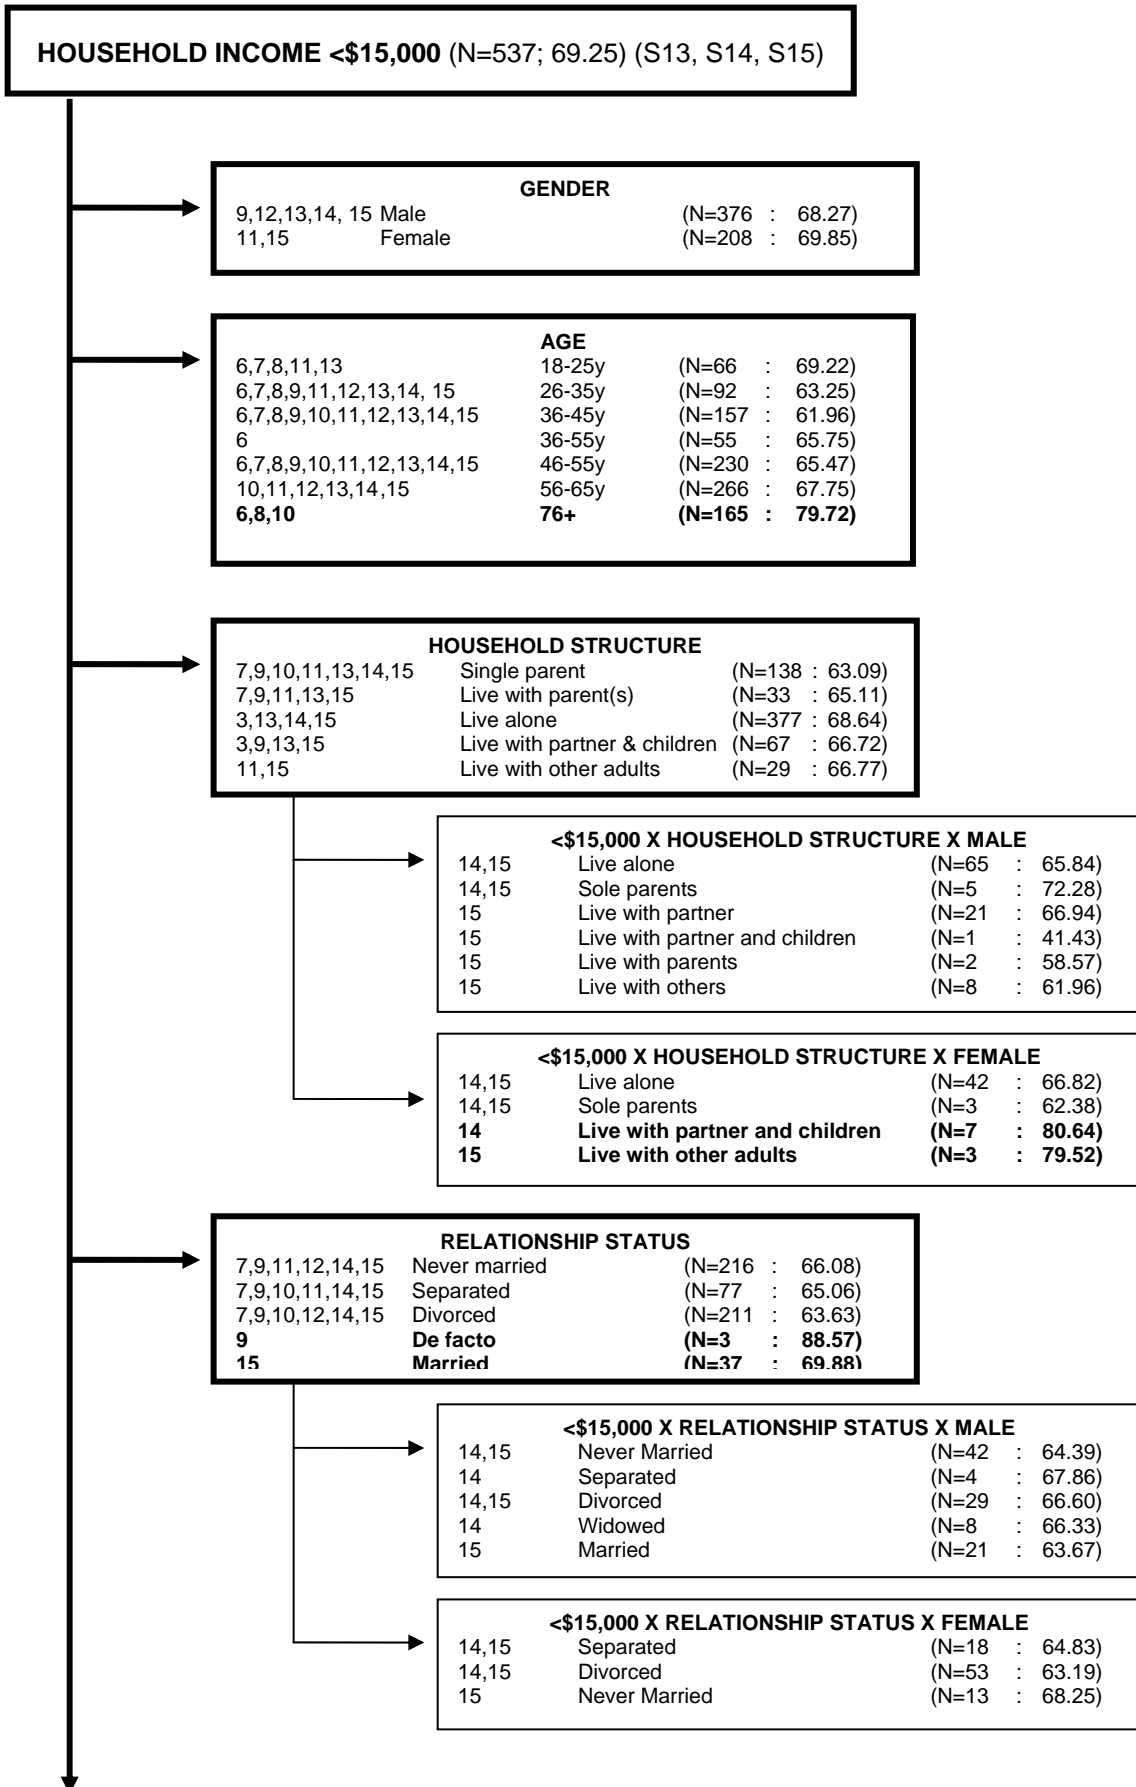 HOUSEHOLD INCOME <$15,000 (N=537; 69.25) (S13, S14, S15)
GENDER
9,12,13,14, 15 Male (N=376 : 68.27)
11,15 Female (N=208 : 69.85)
AGE
6,7,8,11,13 18-25y (N=66 : 69.22)
6,7,8,9,11,12,13,14, 15 26-35y (N=92 : 63.25)
6,7,8,9,10,11,12,13,14,15 36-45y (N=157 : 61.96)
6 36-55y (N=55 : 65.75)
6,7,8,9,10,11,12,13,14,15 46-55y (N=230 : 65.47)
10,11,12,13,14,15 56-65y (N=266 : 67.75)
6,8,10 76+ (N=165 : 79.72)
HOUSEHOLD STRUCTURE
7,9,10,11,13,14,15 Single parent (N=138 : 63.09)
7,9,11,13,15 Live with parent(s) (N=33 : 65.11)
3,13,14,15 Live alone (N=377 : 68.64)
3,9,13,15 Live with partner & children (N=67 : 66.72)
11,15 Live with other adults (N=29 : 66.77)
<$15,000 X HOUSEHOLD STRUCTURE X MALE
14,15 Live alone (N=65 : 65.84)
14,15 Sole parents (N=5 : 72.28)
15 Live with partner (N=21 : 66.94)
15 Live with partner and children (N=1 : 41.43)
15 Live with parents (N=2 : 58.57)
15 Live with others (N=8 : 61.96)
<$15,000 X HOUSEHOLD STRUCTURE X FEMALE
14,15 Live alone (N=42 : 66.82)
14,15 Sole parents (N=3 : 62.38)
14 Live with partner and children (N=7 : 80.64)
15 Live with other adults (N=3 : 79.52)
RELATIONSHIP STATUS
7,9,11,12,14,15 Never married (N=216 : 66.08)
7,9,10,11,14,15 Separated (N=77 : 65.06)
7,9,10,12,14,15 Divorced (N=211 : 63.63)
9 De facto (N=3 : 88.57)
15 Married (N=37 : 69.88)
<$15,000 X RELATIONSHIP STATUS X MALE
14,15 Never Married (N=42 : 64.39)
14 Separated (N=4 : 67.86)
14,15 Divorced (N=29 : 66.60)
14 Widowed (N=8 : 66.33)
15 Married (N=21 : 63.67)
<$15,000 X RELATIONSHIP STATUS X FEMALE
14,15 Separated (N=18 : 64.83)
14,15 Divorced (N=53 : 63.19)
15 Never Married (N=13 : 68.25)